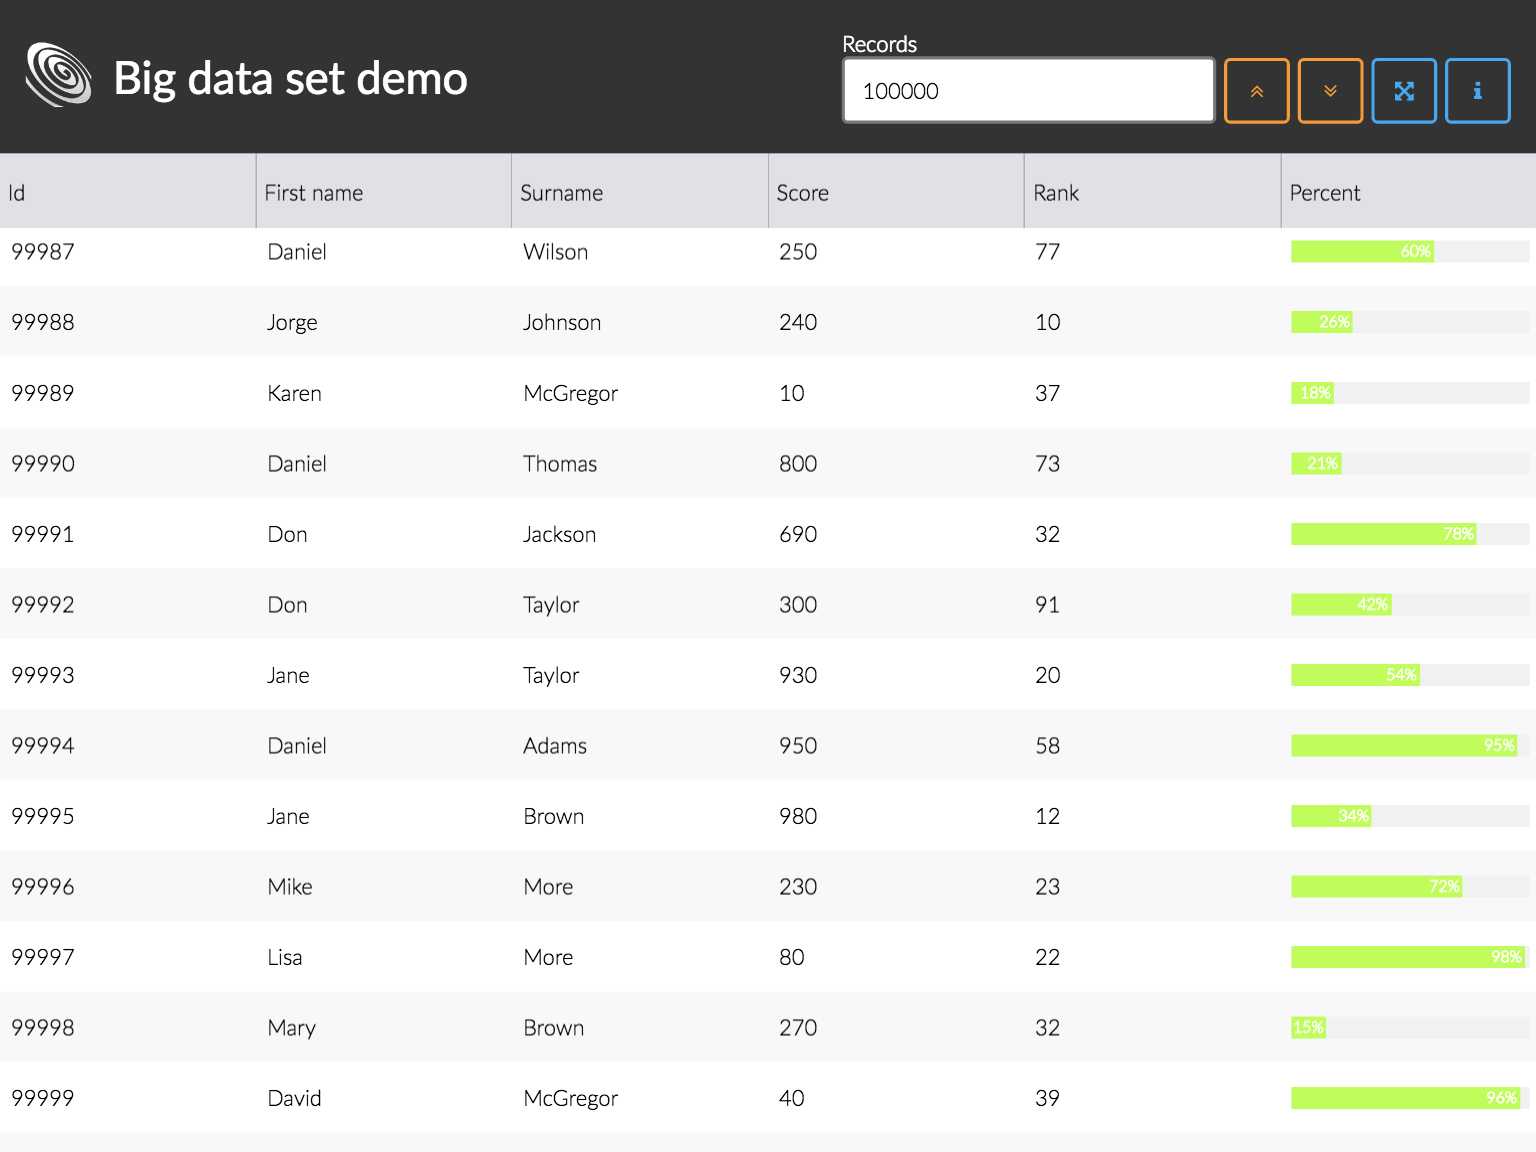 Records
Big data set demo 100000
Id First name Surname Score Rank Percent
99987 Daniel Wilson 250 77 60%
99988 Jorge Johnson 240 10 26%
99989 Karen McGregor 10 37 18%
99990 Daniel Thomas 800 73 21%
99991 Don Jackson 690 32 78%
99992 Don Taylor 300 91 42%
99993 Jane Taylor 930 20 54%
99994 Daniel Adams 950 58 95%
99995 Jane Brown 980 12 34%
99996 Mike More 230 23 72%
99997 Lisa More 80 22 98%
99998 Mary Brown 270 32 15%
99999 David McGregor 40 39 96%